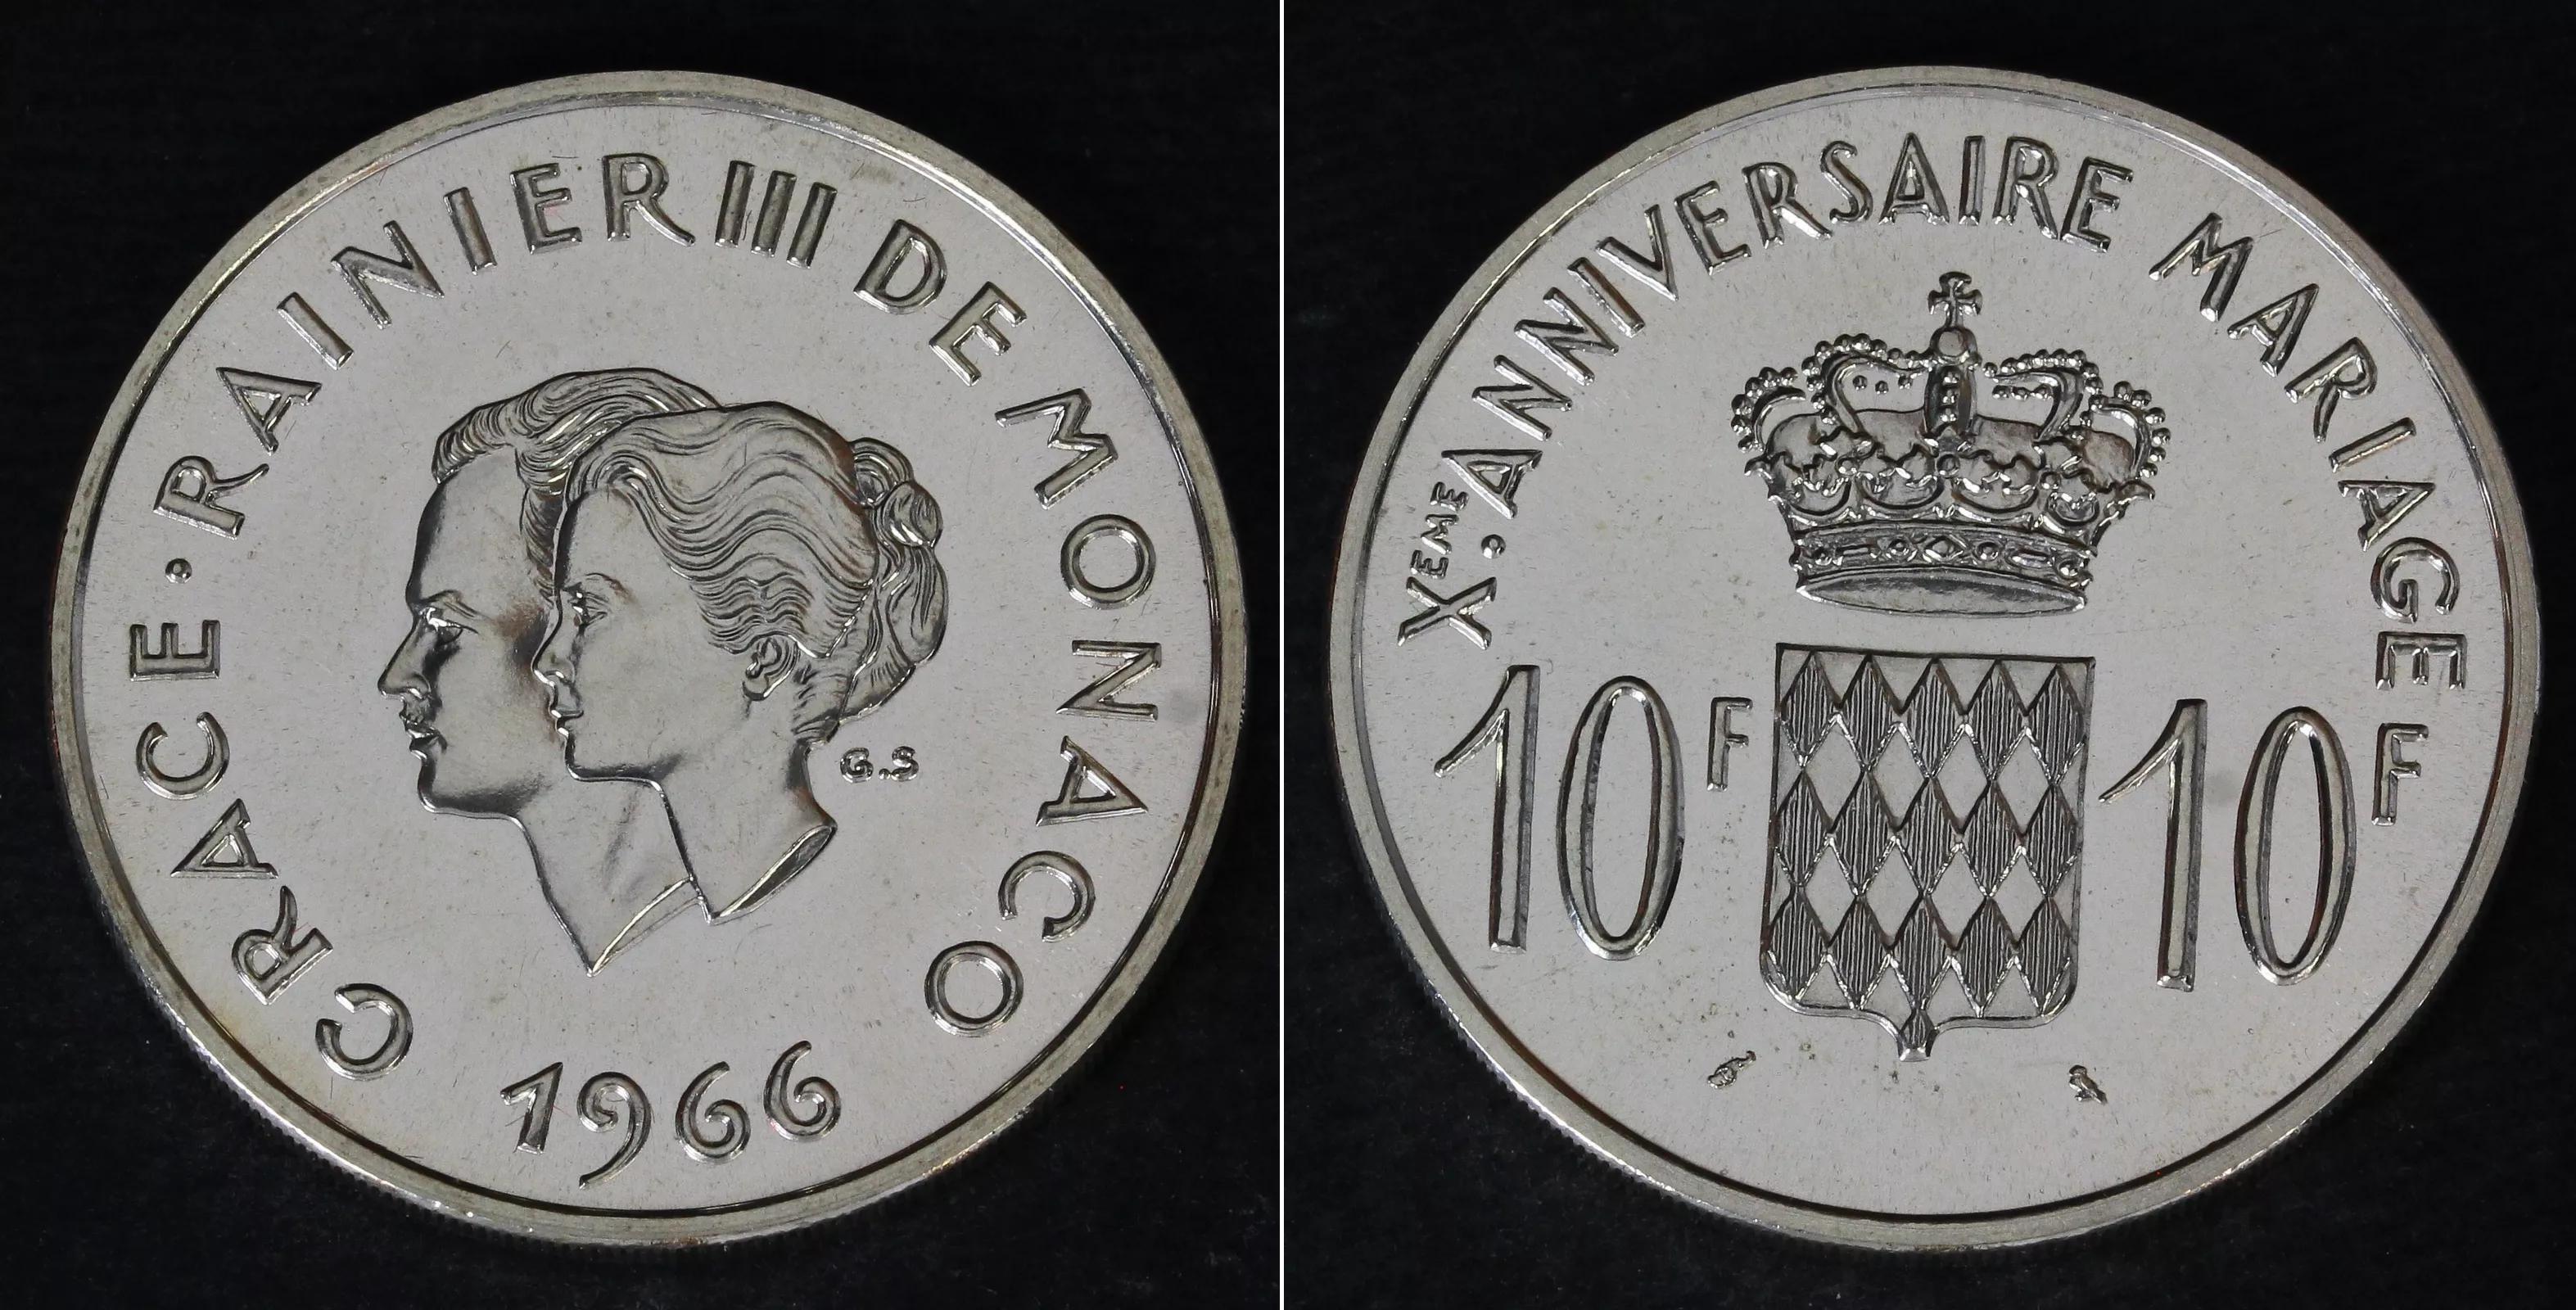 GRACE · RAINIER III DE MONACO
G.S
1966
XEME. ANNIVERSAIRE MARIAGE
10F 10F